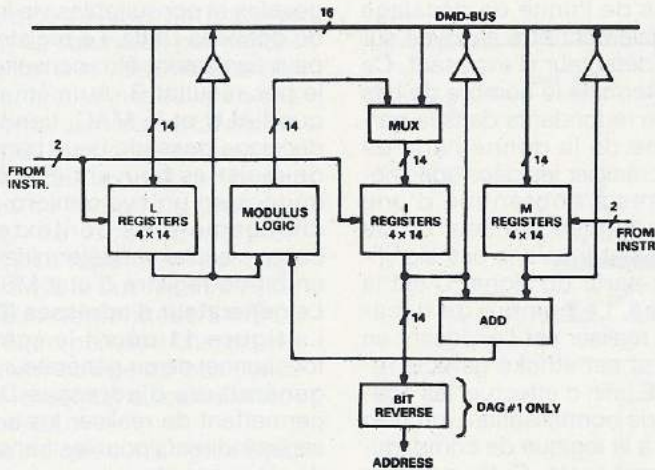 16
DMD-BUS
MUX
14
14
14
14
2
FROM
INSTR.
L
REGISTERS
4×14
MODULUS
LOGIC
I
REGISTERS
4×14
M
REGISTERS
4×14
2
FROM
INSTR.
ADD
14
BIT
REVERSE
DAG #1 ONLY
ADDRESS